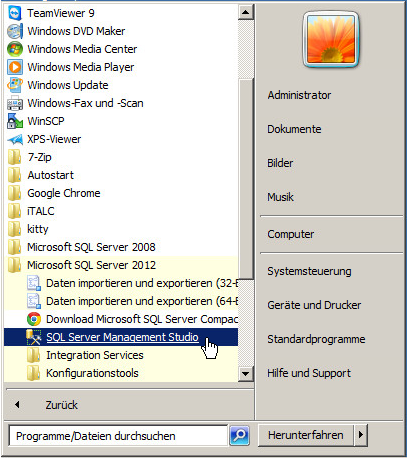 TeamViewer 9
Windows DVD Maker
Windows Media Center
Windows Media Player
Windows Update
Windows-Fax und -Scan
WinSCP
XPS-Viewer
7-Zip
Autostart
Google Chrome
iTALC
kitty
Microsoft SQL Server 2008
Microsoft SQL Server 2012
Daten importieren und exportieren (32-E
Daten importieren und exportieren (64-E
Download Microsoft SQL Server Compac
SQL Server Management Studio
Integration Services
Konfigurationstools
Zurück
Programme/Dateien durchsuchen
Administrator
Dokumente
Bilder
Musik
Computer
Systemsteuerung
Geräte und Drucker
Standardprogramme
Hilfe und Support
Herunterfahren